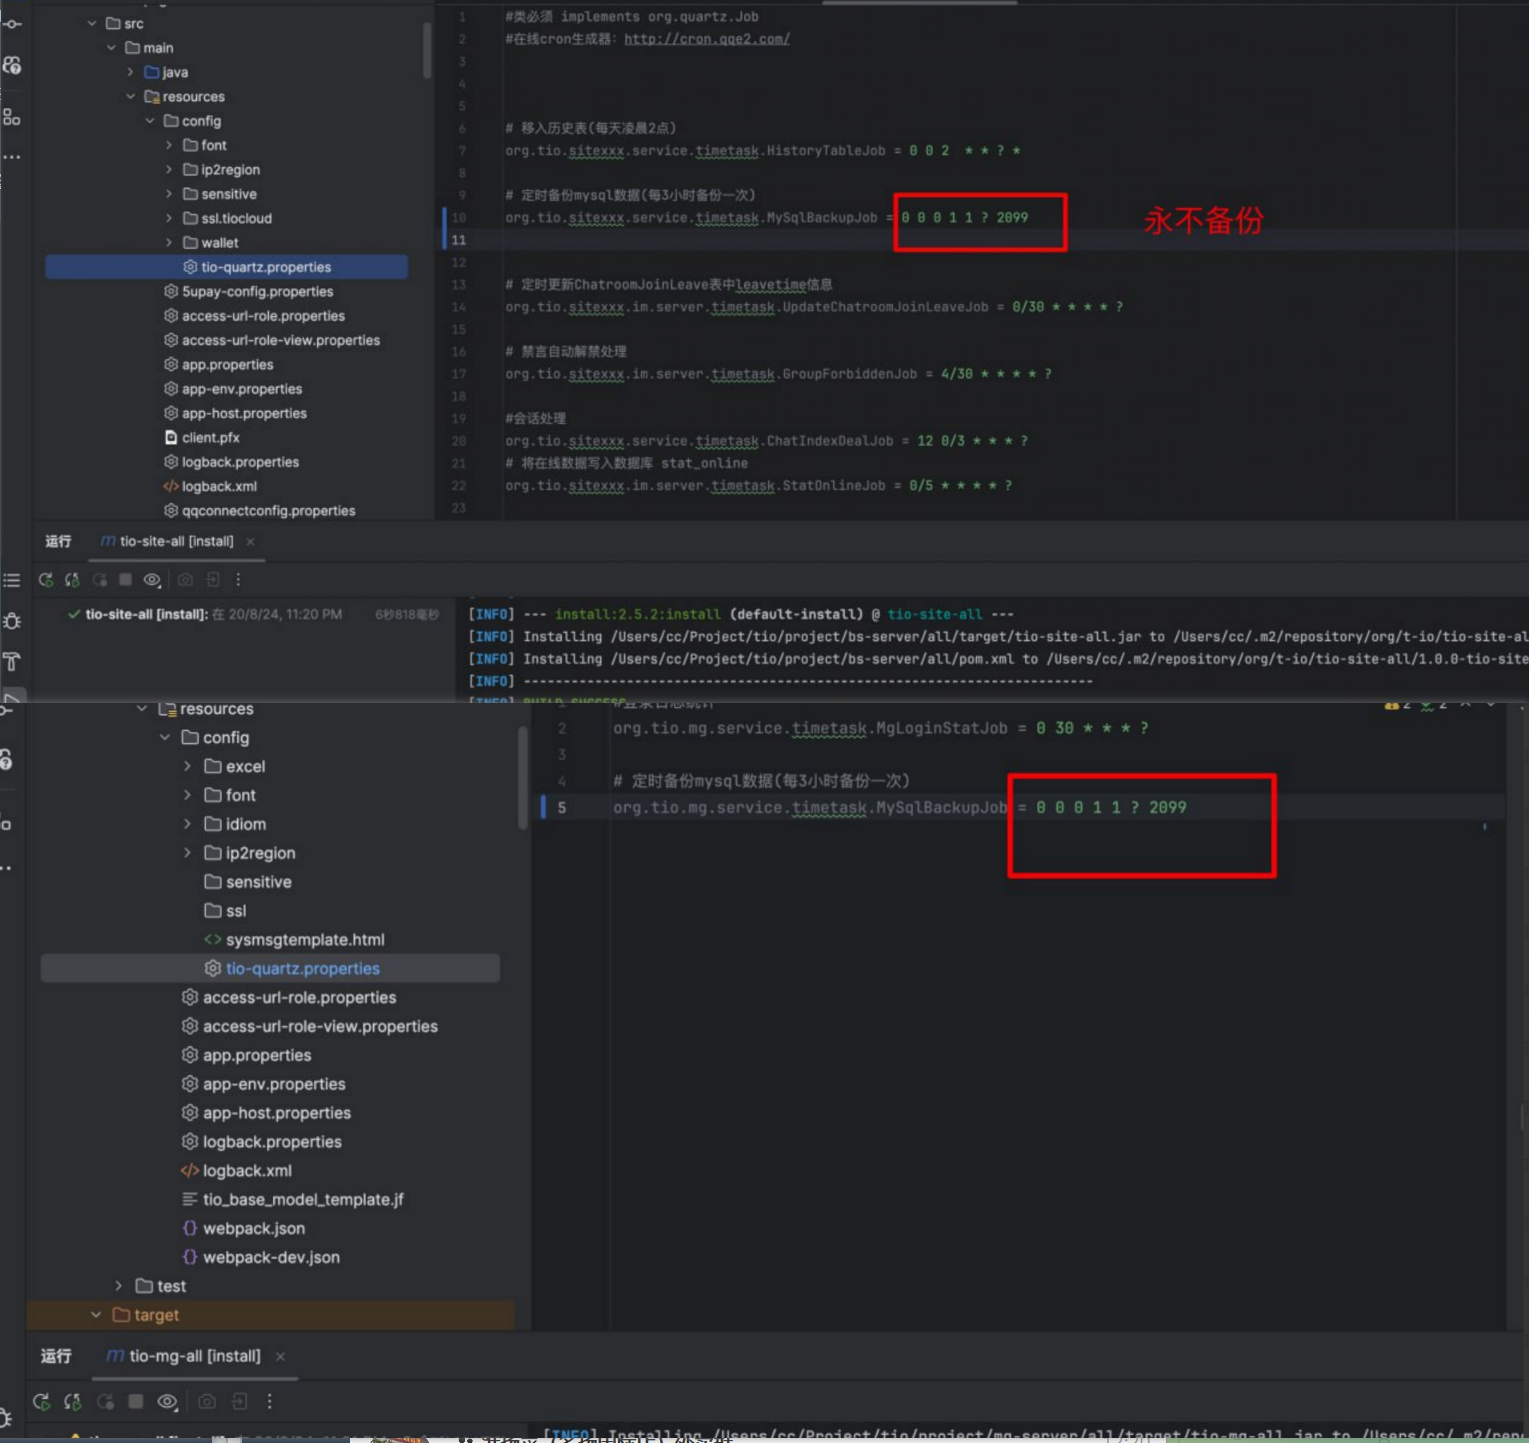 src
main
java
resources
config
font
ip2region
sensitive
ssl.tiocloud
wallet
tio-quartz.properties
5upay-config.properties
access-url-role.properties
access-url-role-view.properties
app.properties
app-env.properties
app-host.properties
client.pfx
logback.properties
logback.xml
qqconnectconfig.properties
1 #类必须 implements org.quartz.Job
2 #在线cron生成器: http://cron.qqe2.com/
3
4
5
6 # 移入历史表(每天凌晨2点)
7 org.tio.sitexxx.service.timetask.HistoryTableJob = 0 0 2  * * ? *
8
9 # 定时备份mysql数据(每3小时备份一次)
10 org.tio.sitexxx.service.timetask.MySqlBackupJob = 0 0 0 1 1 ? 2099
永不备份
11
12
13 # 定时更新ChatroomJoinLeave表中leavetime信息
14 org.tio.sitexxx.im.server.timetask.UpdateChatroomJoinLeaveJob = 0/30 * * * * ?
15
16 # 禁言自动解禁处理
17 org.tio.sitexxx.im.server.timetask.GroupForbiddenJob = 4/30 * * * * ?
18
19 #会话处理
20 org.tio.sitexxx.service.timetask.ChatIndexDealJob = 12 0/3 * * * ?
21 # 将在线数据写入数据库 stat_online
22 org.tio.sitexxx.im.server.timetask.StatOnlineJob = 0/5 * * * * ?
23
运行 tio-site-all [install] ×
tio-site-all [install]: 在 20/8/24, 11:20 PM 6秒818毫秒
[INFO] --- install:2.5.2:install (default-install) @ tio-site-all ---
[INFO] Installing /Users/cc/Project/tio/project/bs-server/all/target/tio-site-all.jar to /Users/cc/.m2/repository/org/t-io/tio-site-al
[INFO] Installing /Users/cc/Project/tio/project/bs-server/all/pom.xml to /Users/cc/.m2/repository/org/t-io/tio-site-all/1.0.0-tio-site
[INFO] ------------------------------------------------------------------------
[INFO] BUILD SUCCESS
resources
config
excel
font
idiom
ip2region
sensitive
ssl
sysmsgtemplate.html
tio-quartz.properties
access-url-role.properties
access-url-role-view.properties
app.properties
app-env.properties
app-host.properties
logback.properties
logback.xml
tio_base_model_template.jf
webpack.json
webpack-dev.json
test
target
1 #登录日志统计
2 org.tio.mg.service.timetask.MgLoginStatJob = 0 30 * * * ?
3
4 # 定时备份mysql数据(每3小时备份一次)
5 org.tio.mg.service.timetask.MySqlBackupJob = 0 0 0 1 1 ? 2099
2 2
运行 tio-mg-all [install] ×
[INFO] Installing /Users/cc/Project/tio/project/mg-server/all/target/tio-mg-all.jar to /Users/cc/.m2/repo